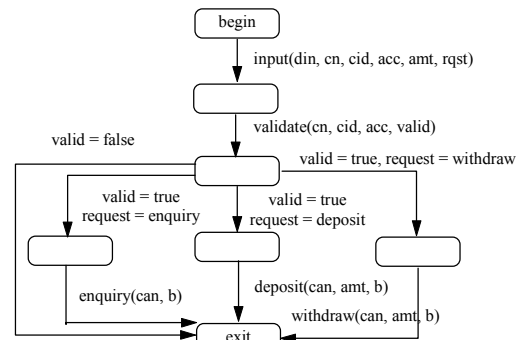 begin
input(din, cn, cid, acc, amt, rqst)
validate(cn, cid, acc, valid)
valid = false
valid = true, request = withdraw
valid = true
request = enquiry
valid = true
request = deposit
enquiry(can, b)
deposit(can, amt, b)
withdraw(can, amt, b)
exit